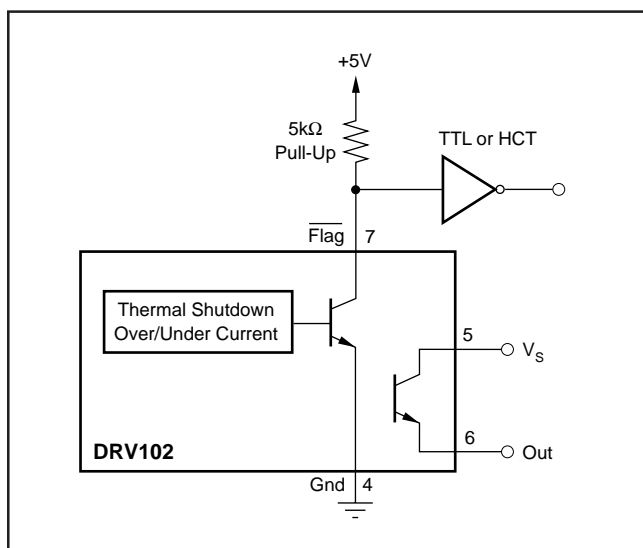 +5V
5kΩ
Pull-Up
TTL or HCT
Flag
7
Thermal Shutdown
Over/Under Current
5
VS
6
Out
DRV102
Gnd
4